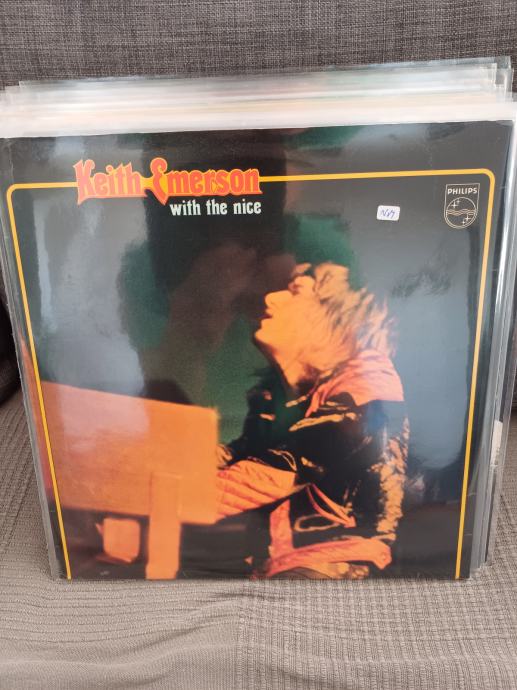 Keith Emerson
with the nice
PHILIPS